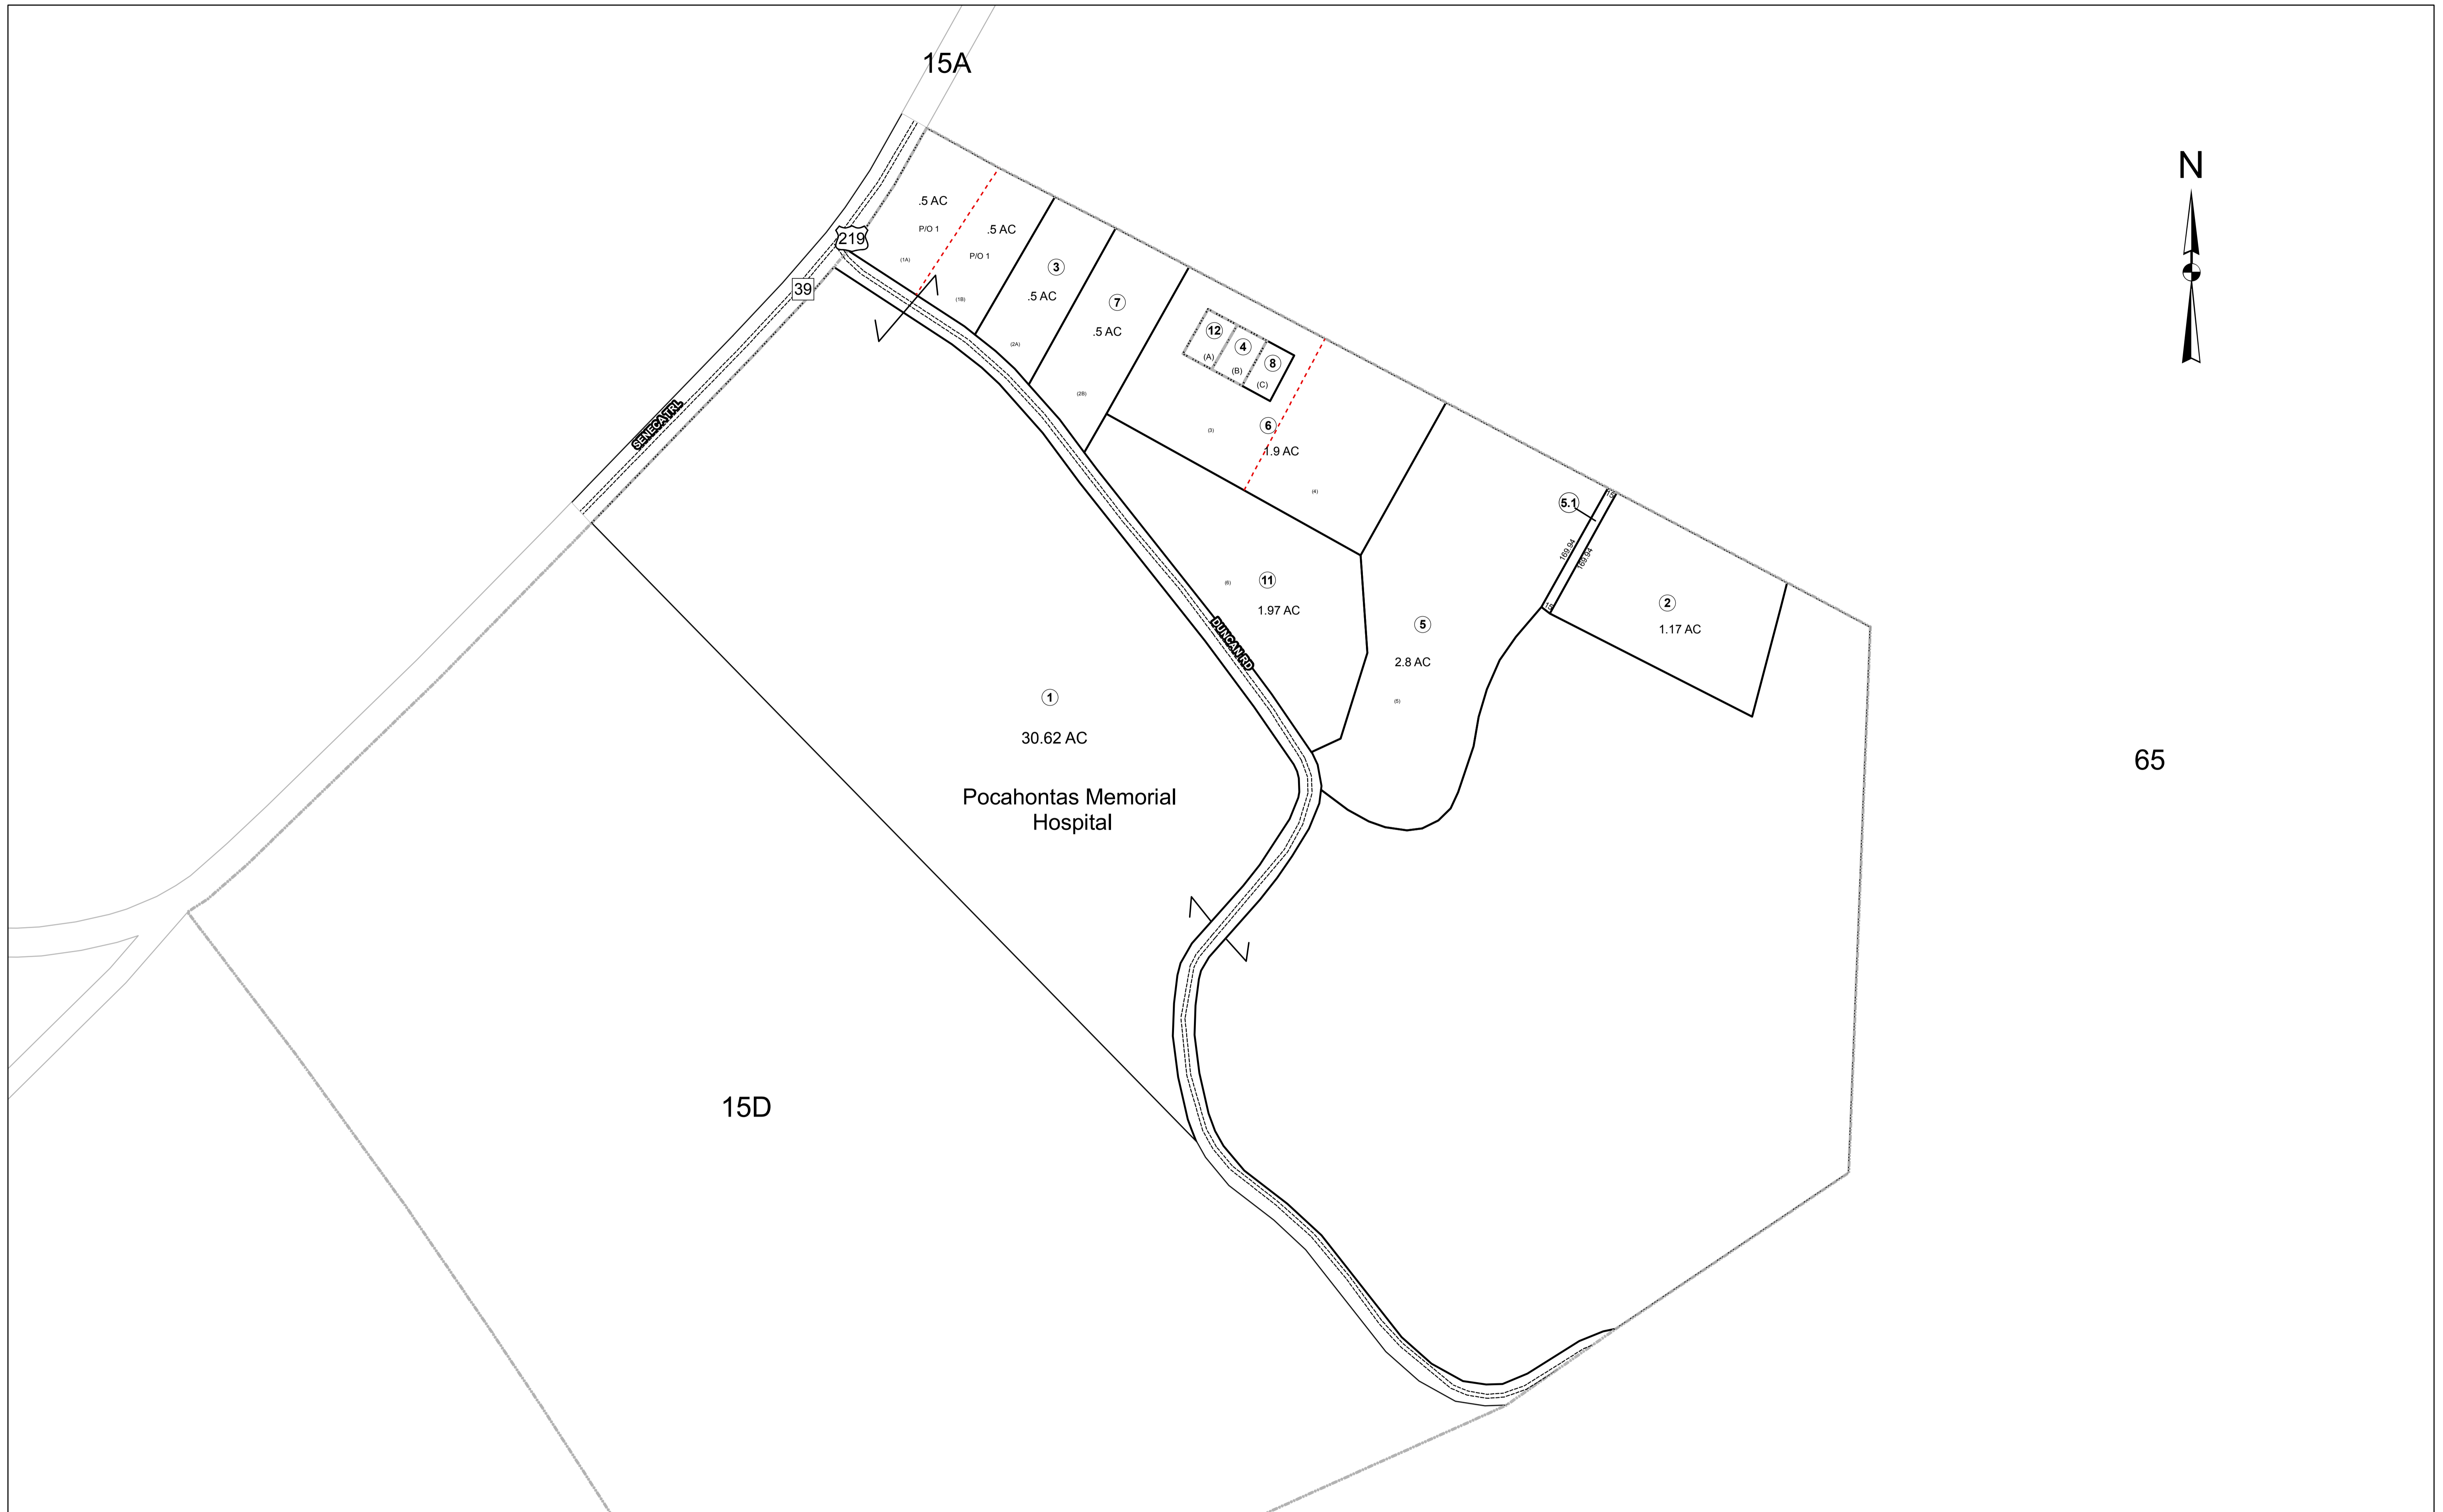 15A
N
.5 AC
P/O 1
(1A)
.5 AC
P/O 1
(1B)
219
39
SENECA TRL
3
.5 AC
(2A)
7
.5 AC
(2B)
12
(A)
4
(B)
8
(C)
(3)
6
1.9 AC
(4)
5.1
15
169.94
169.94
15
2
1.17 AC
(6)
11
1.97 AC
DUNCAN RD
5
2.8 AC
(5)
1
30.62 AC
Pocahontas Memorial
Hospital
65
15D